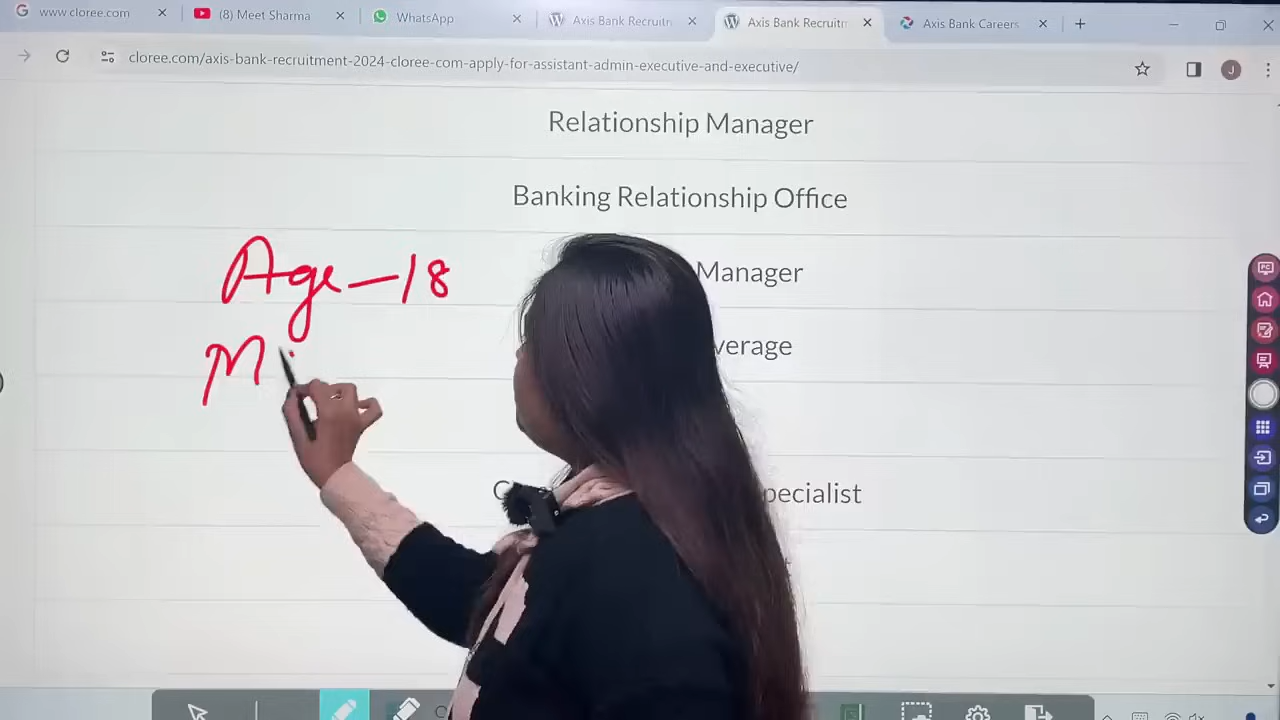 www.cloree.com
(8) Meet Sharma
WhatsApp
Axis Bank Recruitm
Axis Bank Recruitm
Axis Bank Careers
cloree.com/axis-bank-recruitment-2024-cloree-com-apply-for-assistant-admin-executive-and-executive/
J
Relationship Manager
Banking Relationship Office
Age-18
Manager
M
verage
pecialist